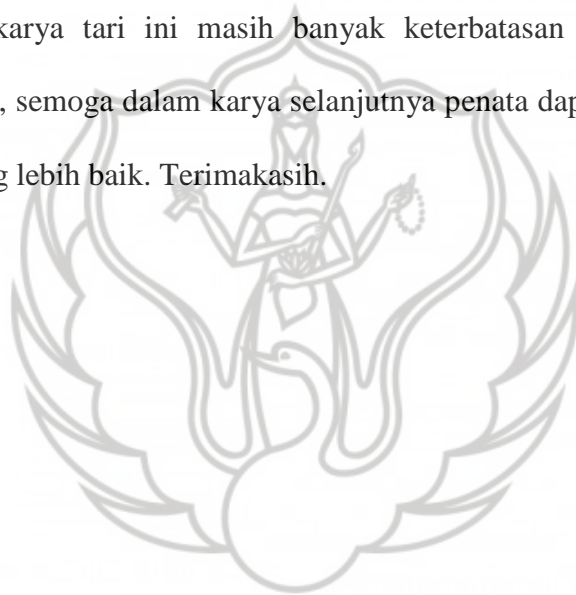 karya tari ini masih banyak keterbatasan
, semoga dalam karya selanjutnya penata dap
g lebih baik. Terimakasih.